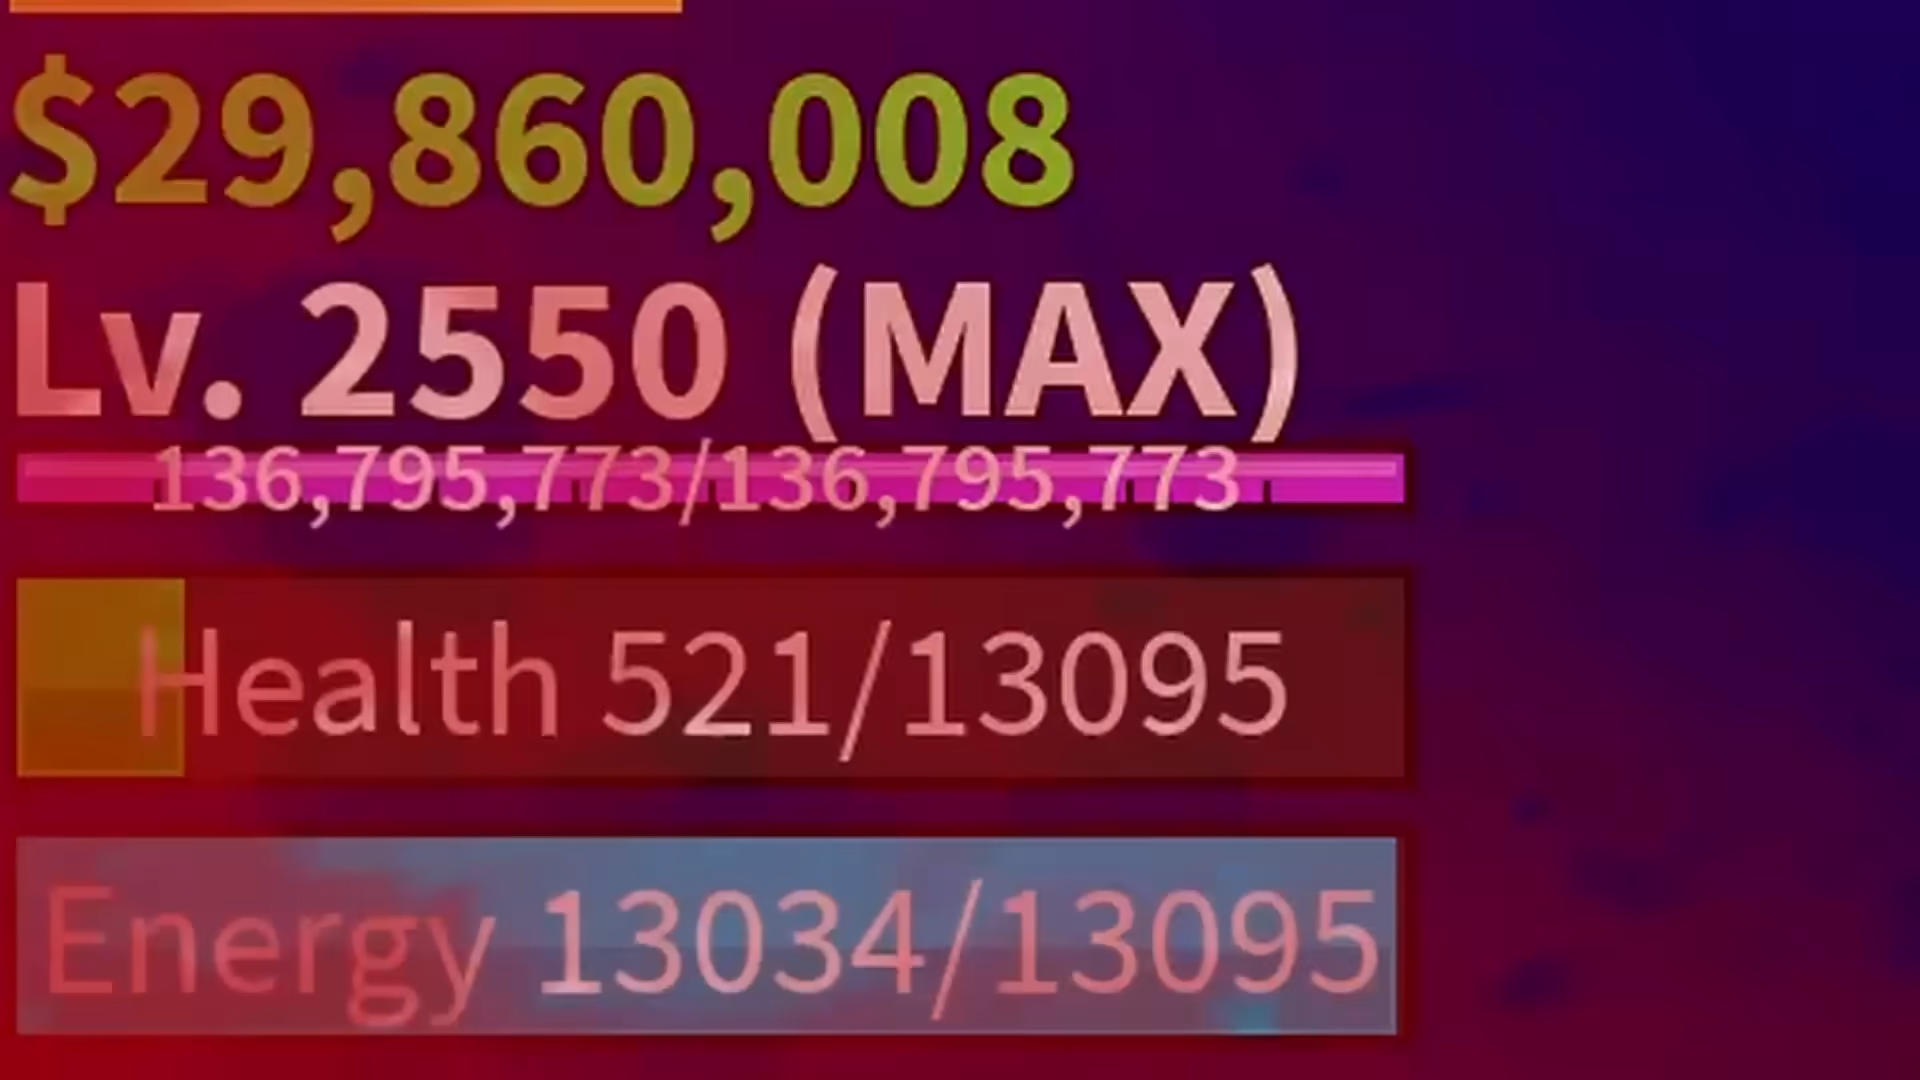 $29,860,008
Lv. 2550 (MAX)
136,795,773/136,795,773
Health 521/13095
Energy 13034/13095